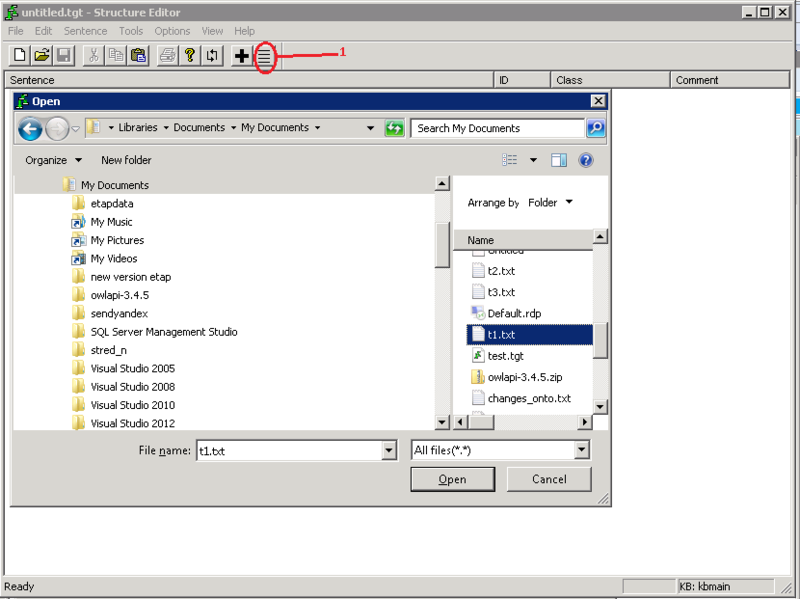 untitled.tgt - Structure Editor
File Edit Sentence Tools Options View Help
1
Sentence ID Class Comment
Open
Libraries Documents My Documents Search My Documents
Organize New folder
My Documents
etapdata
My Music
My Pictures
My Videos
new version etap
owlapi-3.4.5
sendyandex
SQL Server Management Studio
stred_n
Visual Studio 2005
Visual Studio 2008
Visual Studio 2010
Visual Studio 2012
Arrange by Folder
Name
Untitled
t2.txt
t3.txt
Default.rdp
t1.txt
test.tgt
owlapi-3.4.5.zip
changes_onto.txt
File name: t1.txt All files(*.*)
Open Cancel
Ready KB: kbmain